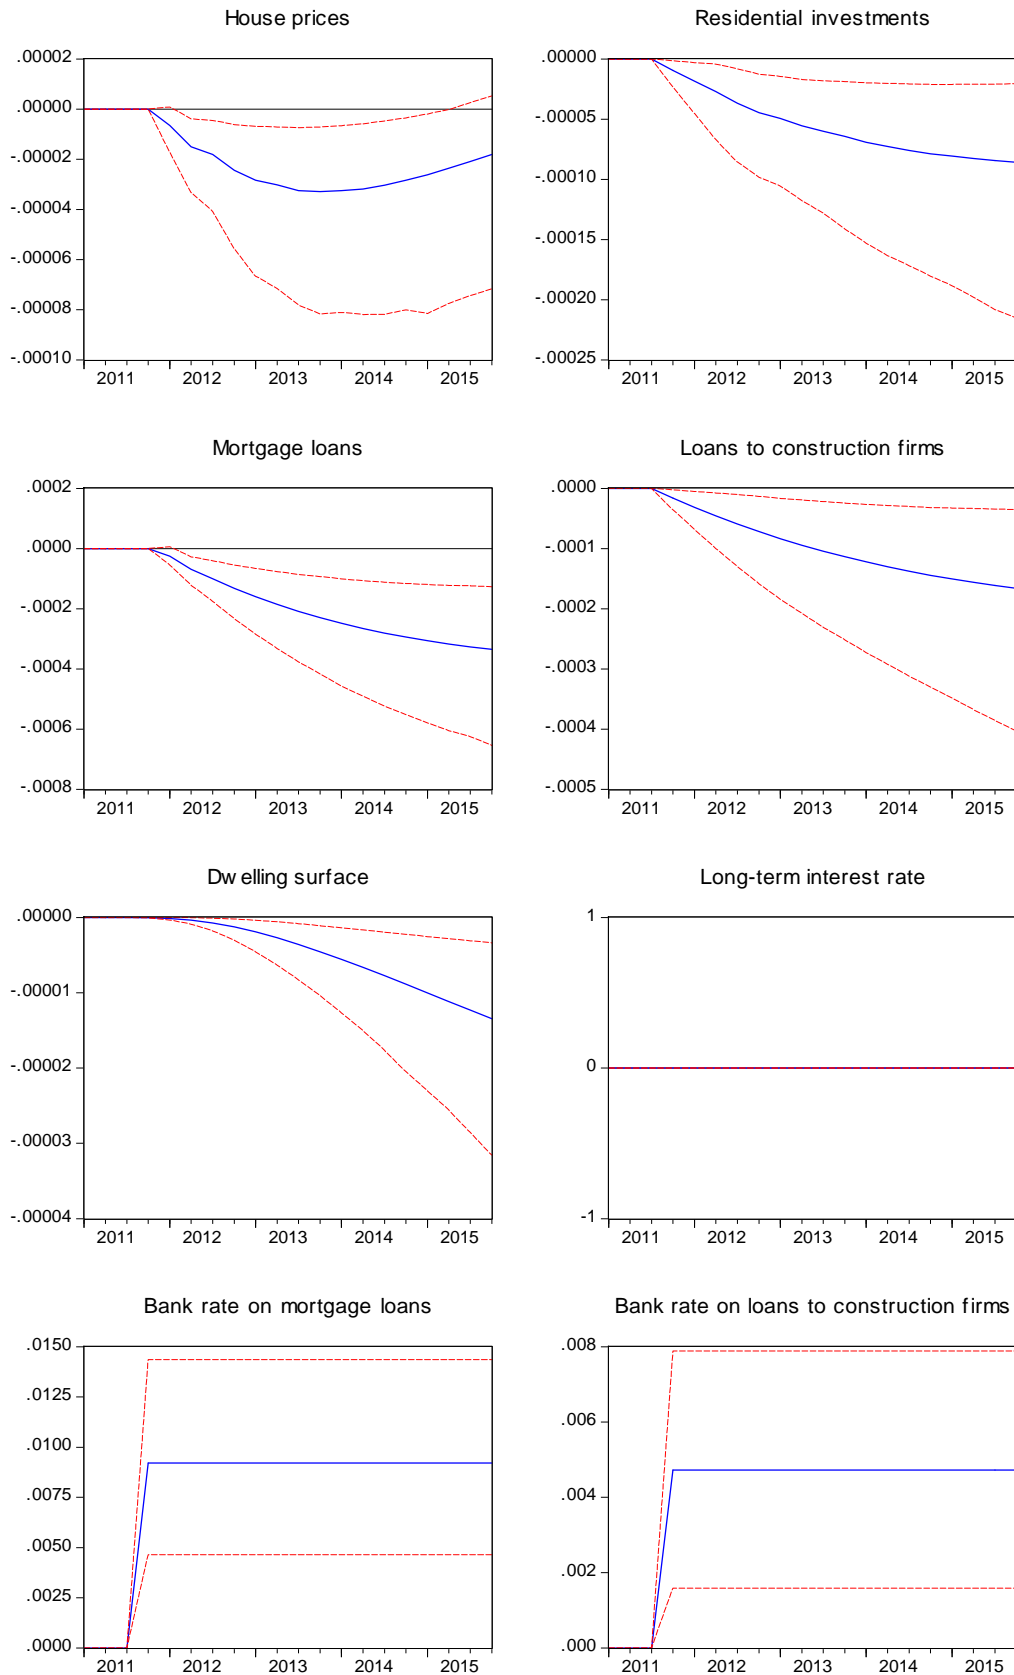 House prices
.00002
.00000
-.00002
-.00004
-.00006
-.00008
-.00010
2011 2012 2013 2014 2015
Residential investments
.00000
-.00005
-.00010
-.00015
-.00020
-.00025
2011 2012 2013 2014 2015
Mortgage loans
.0002
.0000
-.0002
-.0004
-.0006
-.0008
2011 2012 2013 2014 2015
Loans to construction firms
.0000
-.0001
-.0002
-.0003
-.0004
-.0005
2011 2012 2013 2014 2015
Dwelling surface
.00000
-.00001
-.00002
-.00003
-.00004
2011 2012 2013 2014 2015
Long-term interest rate
1
0
-1
2011 2012 2013 2014 2015
Bank rate on mortgage loans
.0150
.0125
.0100
.0075
.0050
.0025
.0000
2011 2012 2013 2014 2015
Bank rate on loans to construction firms
.008
.006
.004
.002
.000
2011 2012 2013 2014 2015